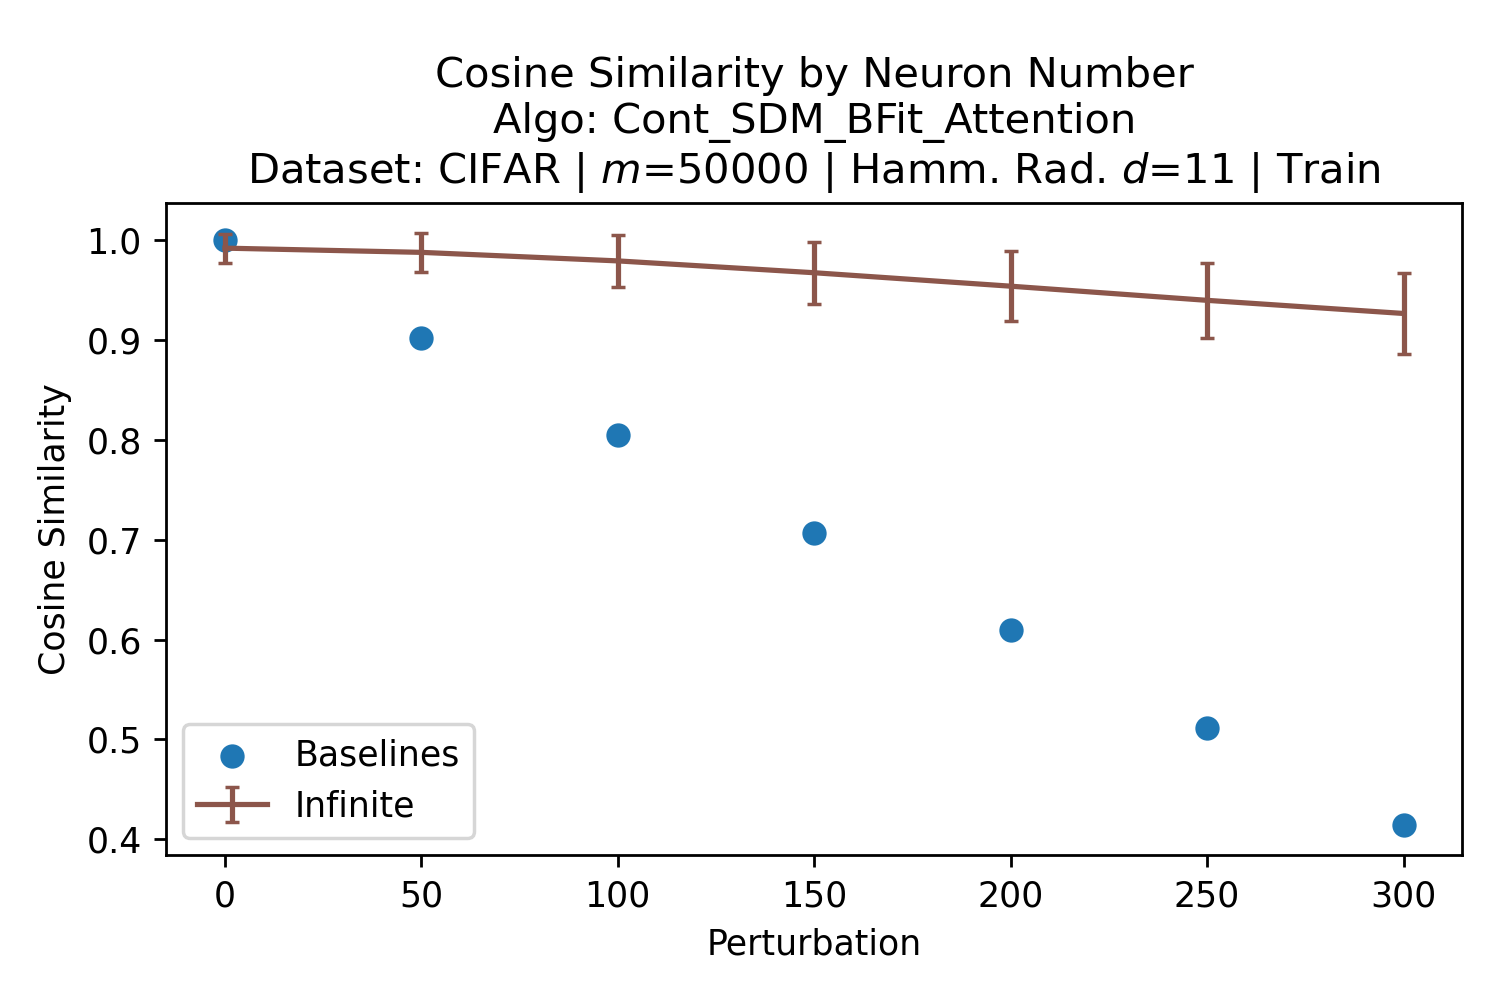 Cosine Similarity by Neuron Number
Algo: Cont_SDM_BFit_Attention
Dataset: CIFAR | m=50000 | Hamm. Rad. d=11 | Train
1.0
0.9
0.8
0.7
0.6
0.5
0.4
Cosine Similarity
Baselines
Infinite
0 50 100 150 200 250 300
Perturbation